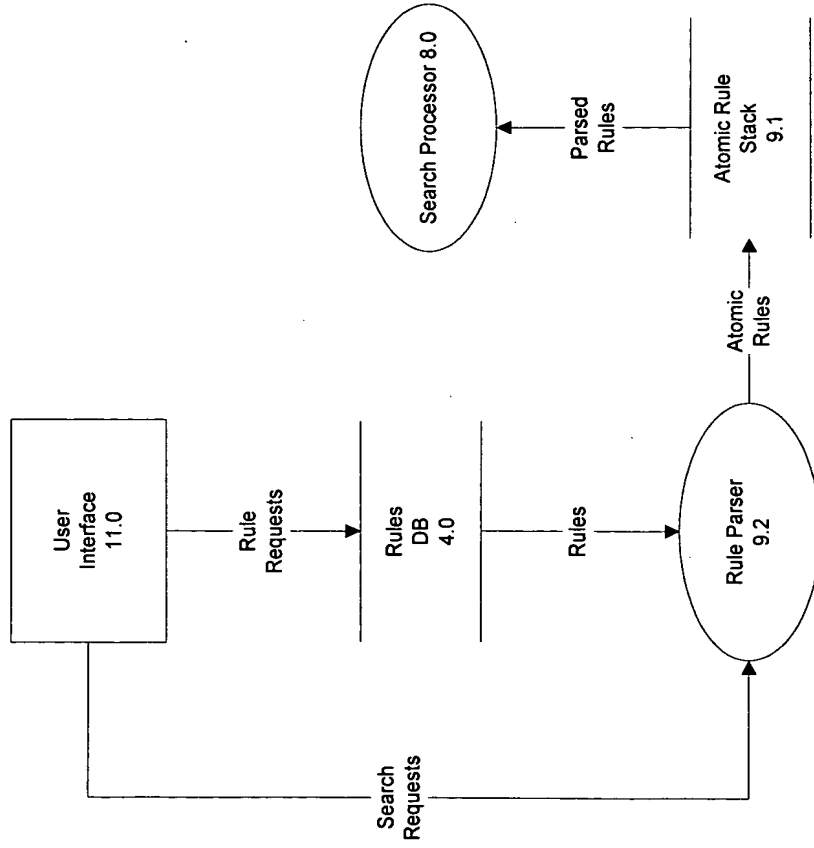 User
Interface
11.0
Rule
Requests
Rules
DB
4.0
Rules
Rule Parser
9.2
Search
Requests
Atomic
Rules
Atomic Rule
Stack
9.1
Parsed
Rules
Search Processor 8.0